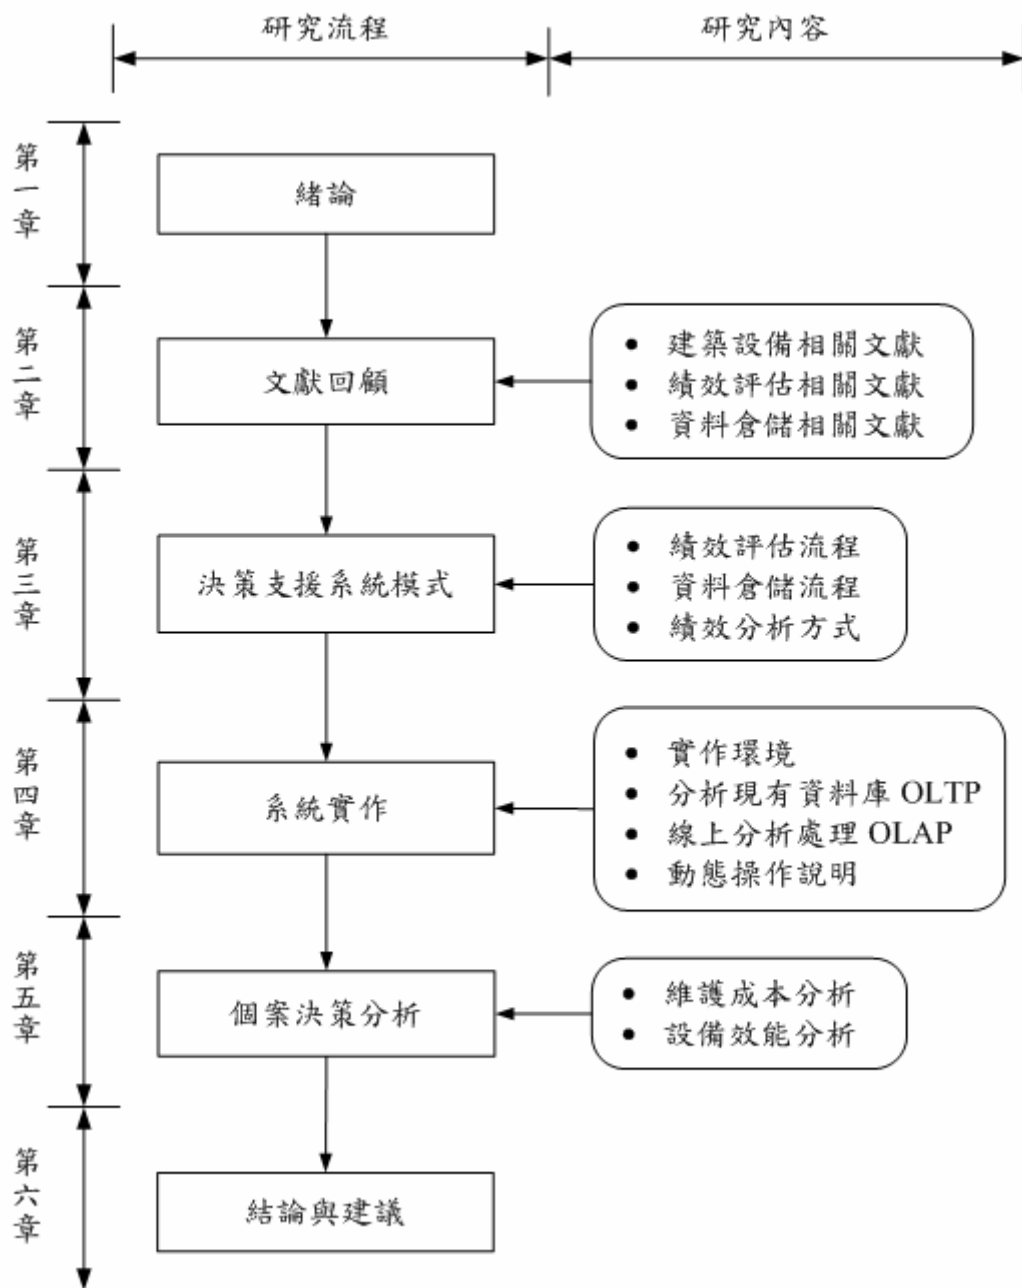 研究流程
研究內容
第一章
緒論
第二章
文獻回顧
• 建築設備相關文獻
• 績效評估相關文獻
• 資料倉儲相關文獻
第三章
決策支援系統模式
• 績效評估流程
• 資料倉儲流程
• 績效分析方式
第四章
系統實作
• 實作環境
• 分析現有資料庫 OLTP
• 線上分析處理 OLAP
• 動態操作說明
第五章
個案決策分析
• 維護成本分析
• 設備效能分析
第六章
結論與建議